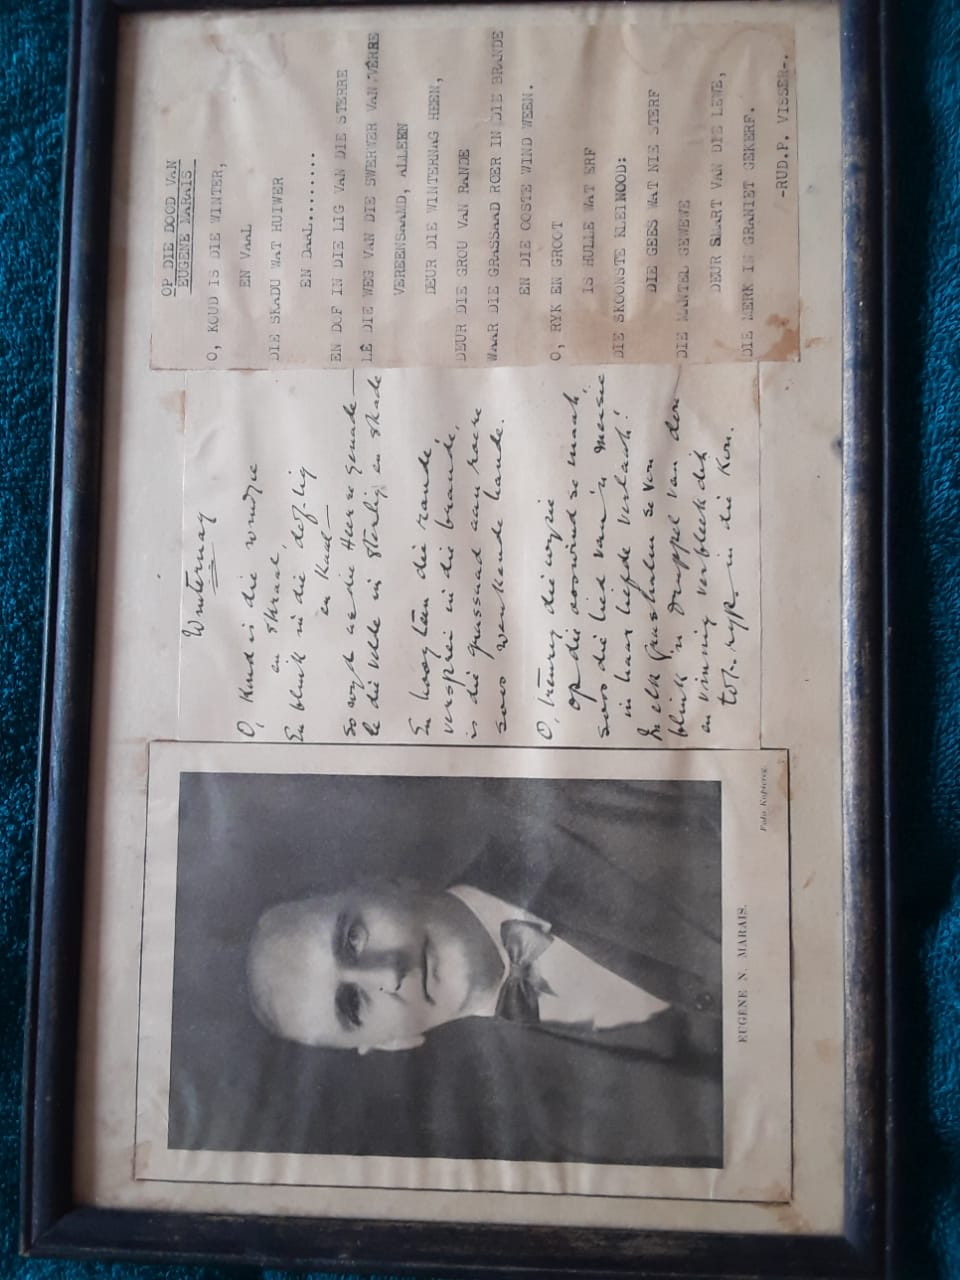 EUGENE N. MARAIS.
Foto
Winternag
O, koud is die windjie
en skraal,
En blink in die dof-lig
en kaal —
So wyd as die Heer se genade —
lê die velde in sterlig en skade
En hoog lân die rande
versprei in die brande,
is die grassaad aan roere
soos wenkende hande.
O, treurig die wysie
op die ooswind se maat,
soos die lied van 'n meisie
in haar liefde verlaat!
In elk grashalm se vou
blink 'n druppel van dou
en vinnig verbleek dit
tot ryp in die kou.
OP DIE DOOD VAN
EUGENE MARAIS
O, KOUD IS DIE WINTER,
EN VAAL
DIE SKADU WAT HUIWER
EN DAAL.........
EN DOF IN DIE LIG VAN DIE STERRE
LÊ DIE WEG VAN DIE SWERWER VAN VÊRRE
VEREENSAAMD, ALLEEN
DEUR DIE WINTERNAG HEEN,
DEUR DIE GROU VAN RANDE
WAAR DIE GRASSAAD ROER IN DIE BRANDE
EN DIE OOSTE WIND WEEN.
O, RYK EN GROOT
IS HULLE WAT ERF
DIE SKOONSTE KLEINOOD:
DIE GEES WAT NIE STERF
DIE MANTEL GEWEWE
DEUR SMART VAN DIE LEWE,
DIE MERK IN GRANIET GEKERF.
-RUD.P. VISSER-.